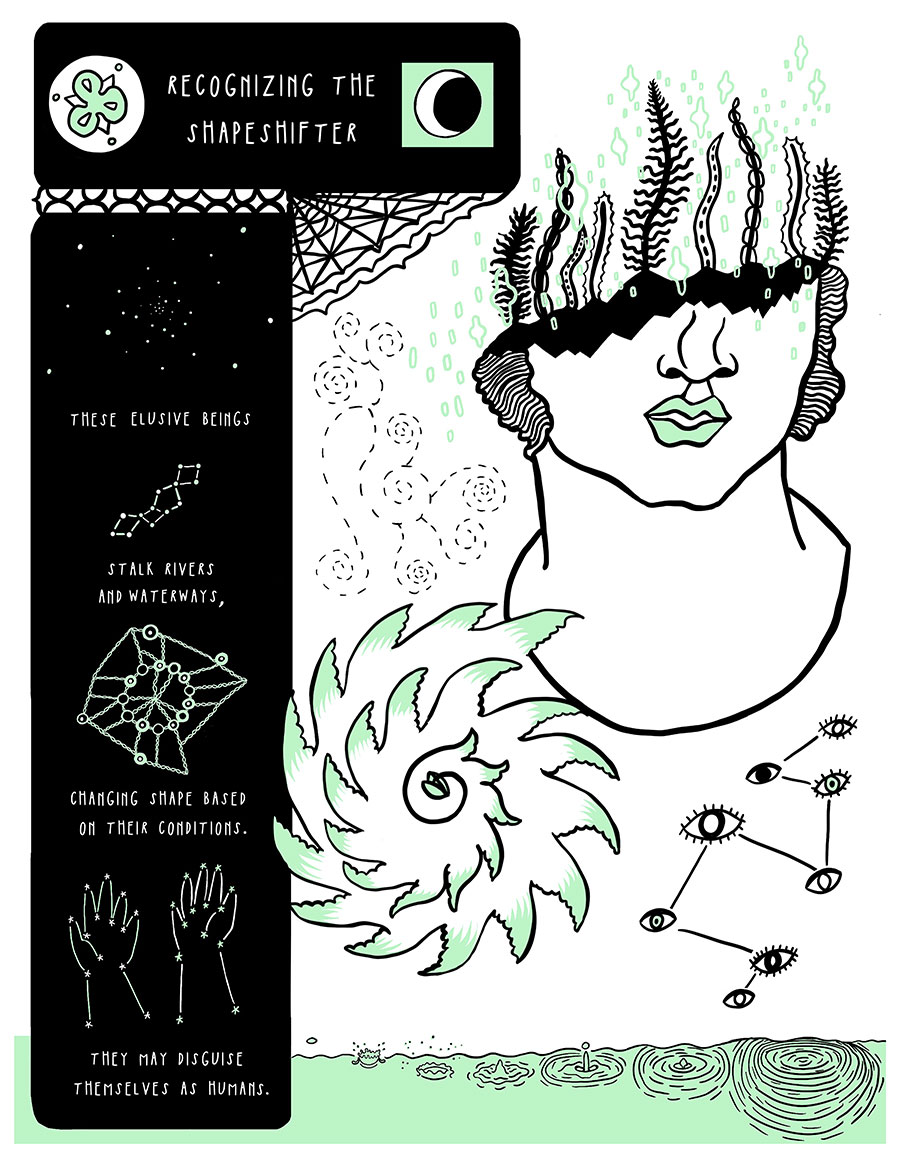 RECOGNIZING THE
SHAPESHIFTER
THESE ELUSIVE BEINGS
STALK RIVERS
AND WATERWAYS,
CHANGING SHAPE BASED
ON THEIR CONDITIONS.
THEY MAY DISGUISE
THEMSELVES AS HUMANS.